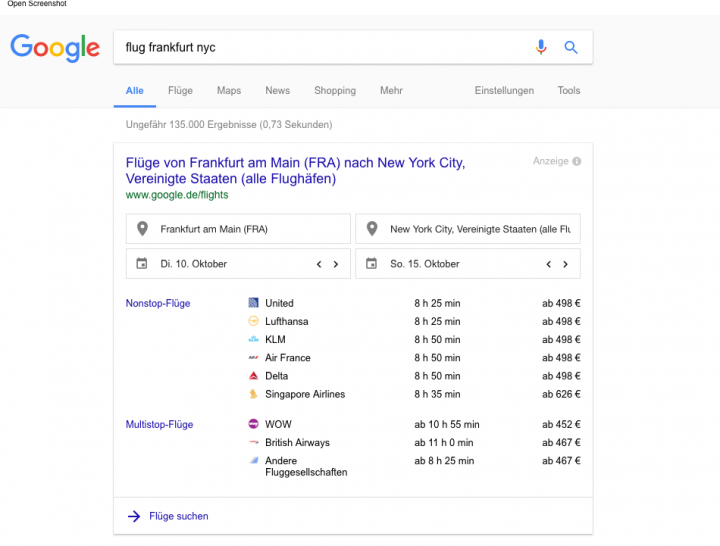 Open Screenshot
Google
flug frankfurt nyc
Alle Flüge Maps News Shopping Mehr Einstellungen Tools
Ungefähr 135.000 Ergebnisse (0,73 Sekunden)
Flüge von Frankfurt am Main (FRA) nach New York City, Anzeige
Vereinigte Staaten (alle Flughäfen)
www.google.de/flights
Frankfurt am Main (FRA) New York City, Vereinigte Staaten (alle Flu
Di. 10. Oktober So. 15. Oktober
Nonstop-Flüge United 8 h 25 min ab 498 €
Lufthansa 8 h 25 min ab 498 €
KLM 8 h 50 min ab 498 €
Air France 8 h 50 min ab 498 €
Delta 8 h 50 min ab 498 €
Singapore Airlines 8 h 35 min ab 626 €
Multistop-Flüge WOW ab 10 h 55 min ab 452 €
British Airways ab 11 h 0 min ab 467 €
Andere ab 8 h 25 min ab 467 €
Fluggesellschaften
Flüge suchen